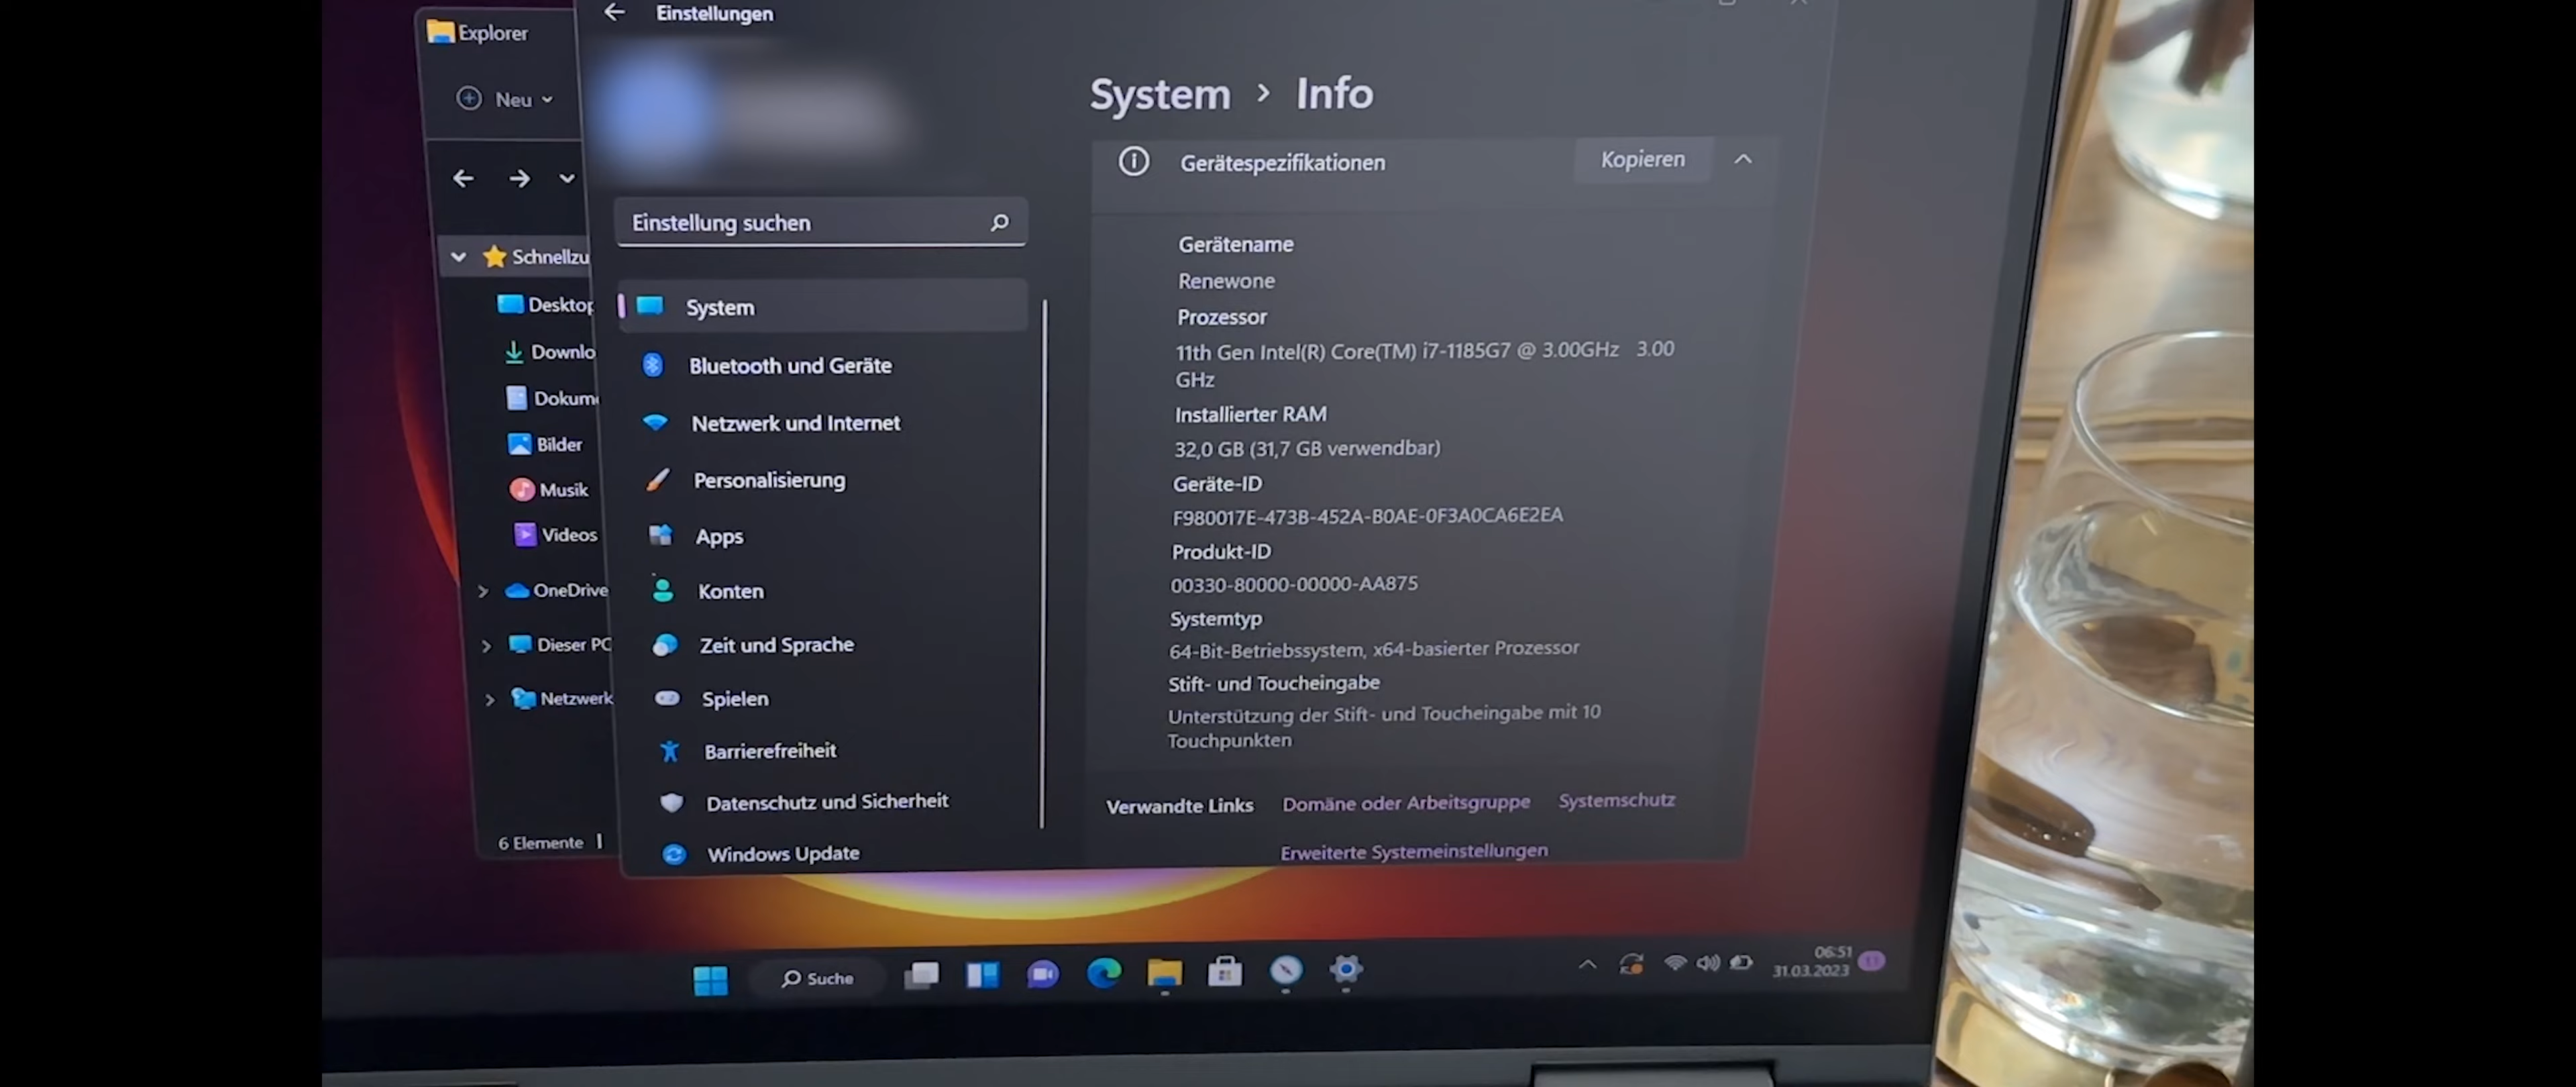 Explorer
Neu
Schnellzu
Desktop
Downlo
Dokume
Bilder
Musik
Videos
OneDrive
Dieser PC
Netzwerk
6 Elemente
Einstellungen
Einstellung suchen
System
Bluetooth und Geräte
Netzwerk und Internet
Personalisierung
Apps
Konten
Zeit und Sprache
Spielen
Barrierefreiheit
Datenschutz und Sicherheit
Windows Update
System > Info
Gerätespezifikationen Kopieren
Gerätename
Renewone
Prozessor
11th Gen Intel(R) Core(TM) i7-1185G7 @ 3.00GHz 3.00
GHz
Installierter RAM
32,0 GB (31,7 GB verwendbar)
Geräte-ID
F980017E-473B-452A-B0AE-0F3A0CA6E2EA
Produkt-ID
00330-80000-00000-AA875
Systemtyp
64-Bit-Betriebssystem, x64-basierter Prozessor
Stift- und Toucheingabe
Unterstützung der Stift- und Toucheingabe mit 10
Touchpunkten
Verwandte Links Domäne oder Arbeitsgruppe Systemschutz
Erweiterte Systemeinstellungen
Suche
06:51
31.03.2023